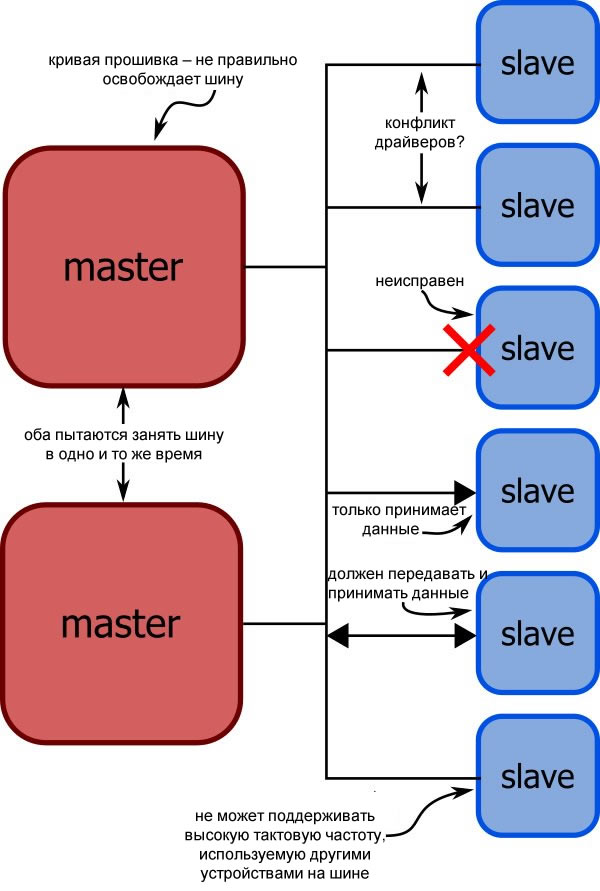 кривая прошивка – не правильно
освобождает шину
slave
конфликт
драйверов?
slave
master
неисправен
slave
оба пытаются занять шину
в одно и то же время
slave
только принимает
данные
должен передавать и
принимать данные
master
slave
slave
не может поддерживать
высокую тактовую частоту,
используемую другими
устройствами на шине